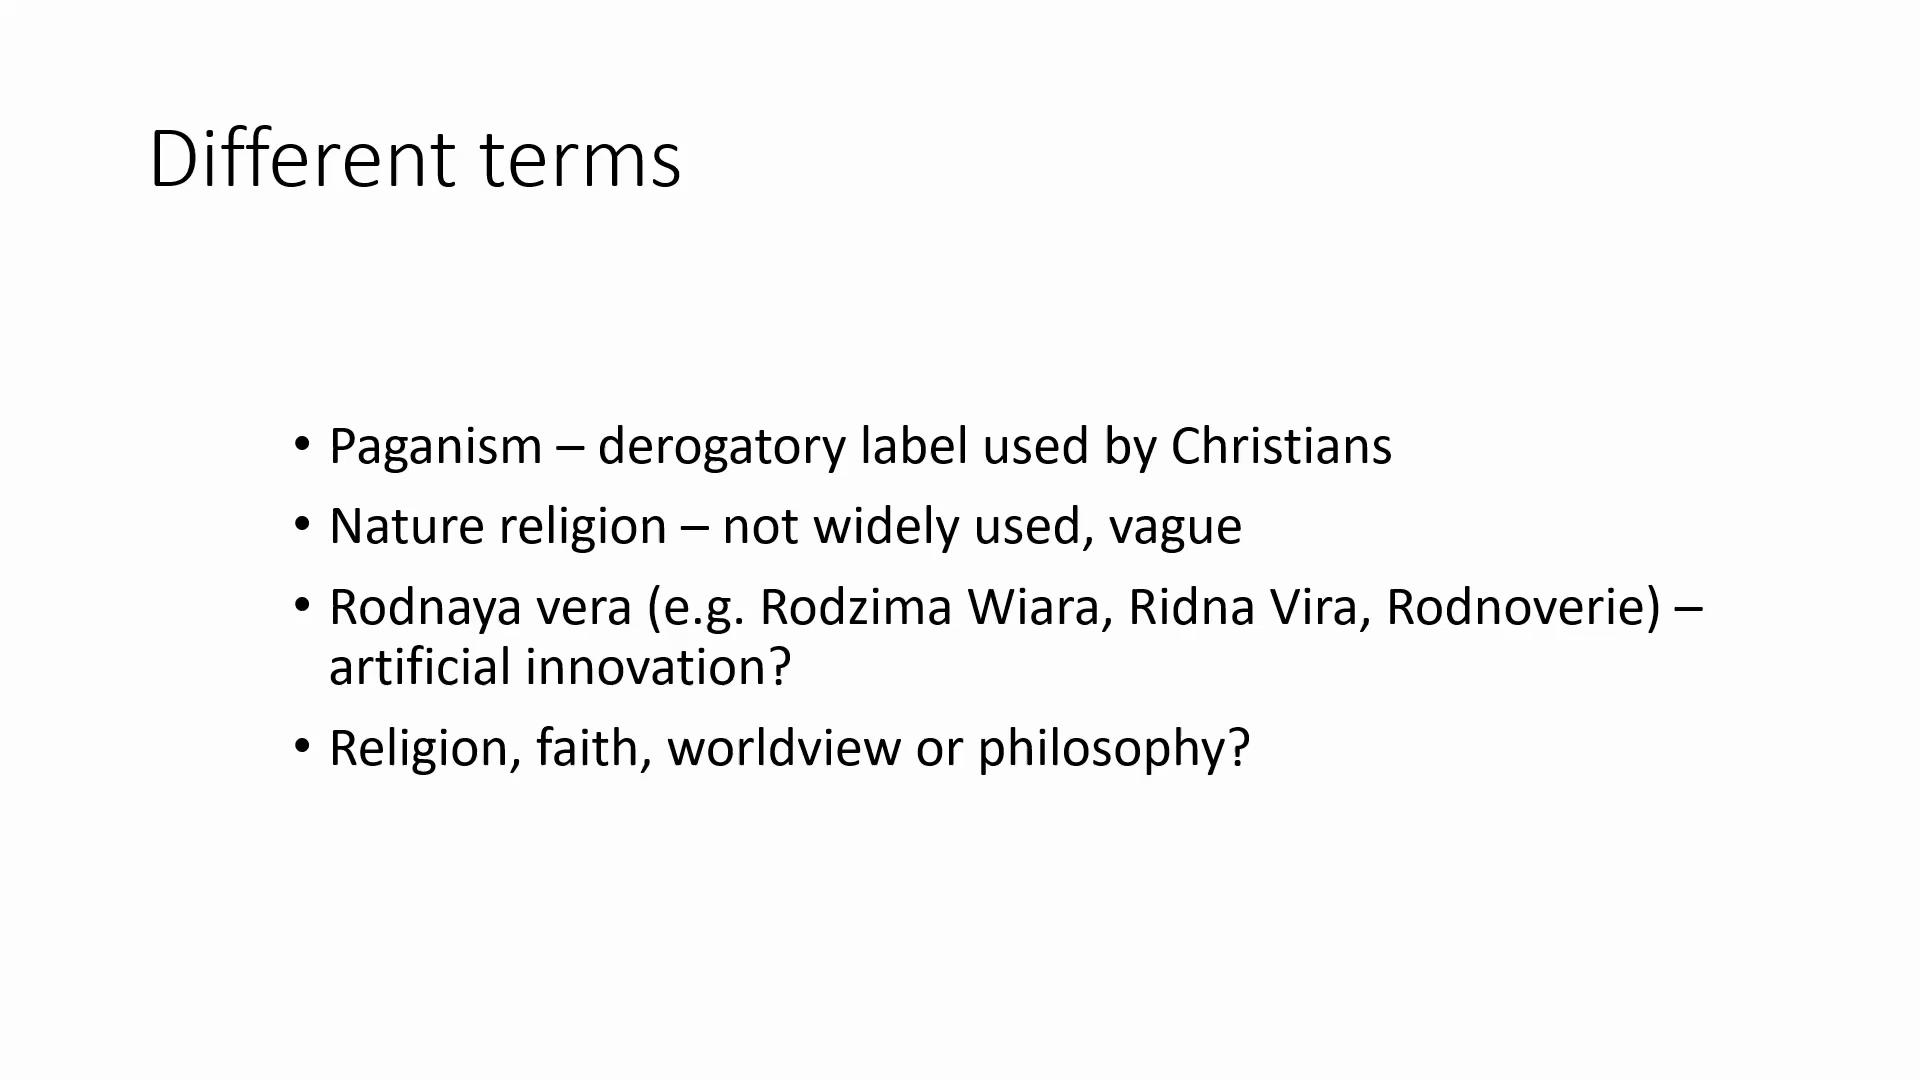 Different terms
• Paganism – derogatory label used by Christians
• Nature religion – not widely used, vague
• Rodnaya vera (e.g. Rodzima Wiara, Ridna Vira, Rodnoverie) –
artificial innovation?
• Religion, faith, worldview or philosophy?